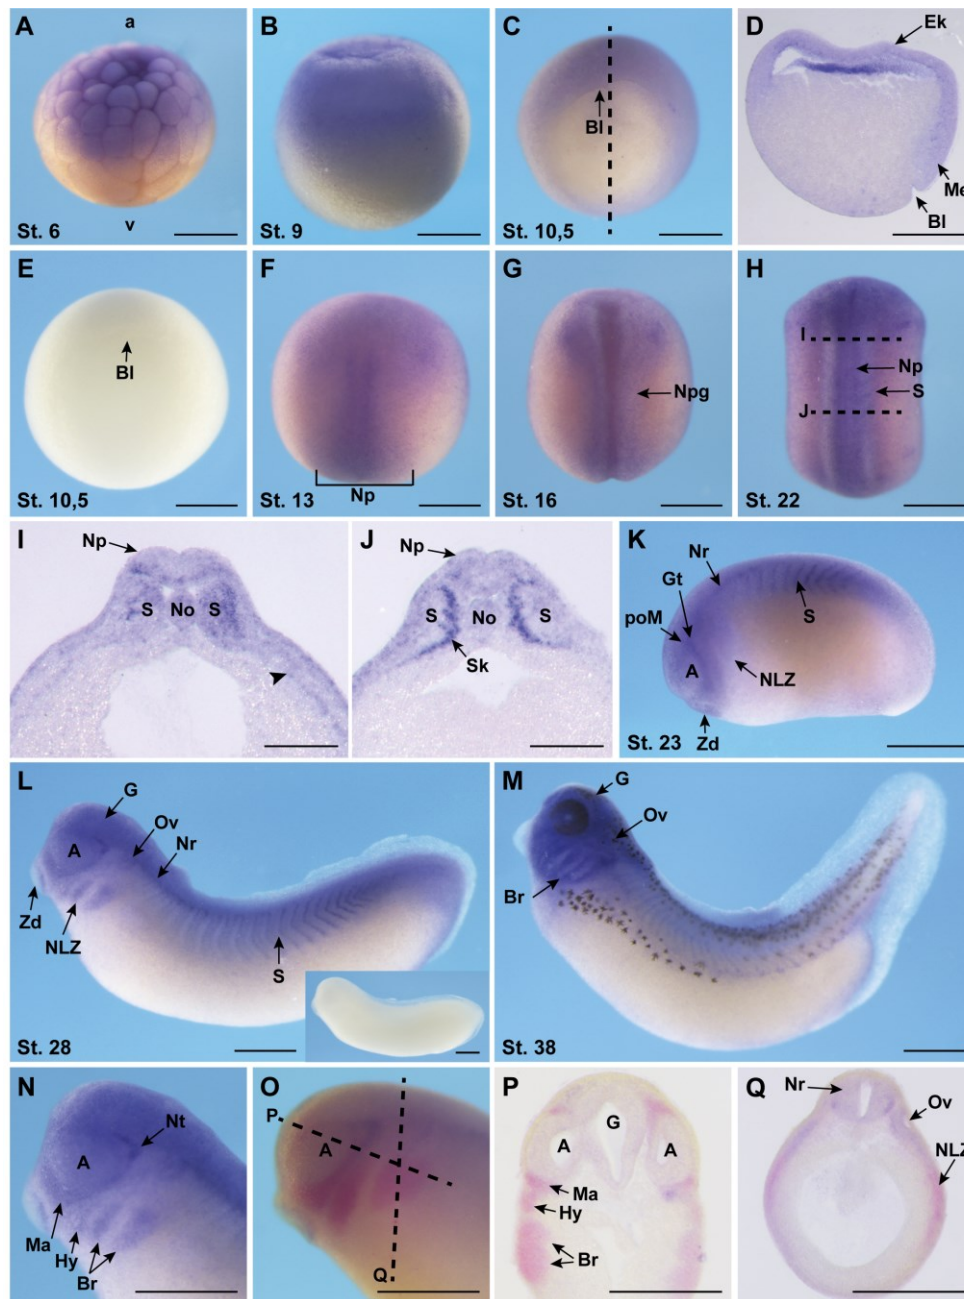 A a v St. 6
B St. 9
C Bl St. 10,5
D Ek Me Bl
E Bl St. 10,5
F Np St. 13
G Npg St. 16
H I Np S J St. 22
I Np S No S
J Np S No S Sk
K Nr Gt poM S A NLZ Zd St. 23
L G Ov Nr A Zd NLZ S St. 28
M G Ov Br St. 38
N Nt A Ma Hy Br
O P A Q
P G A A Ma Hy Br
Q Nr Ov NLZ